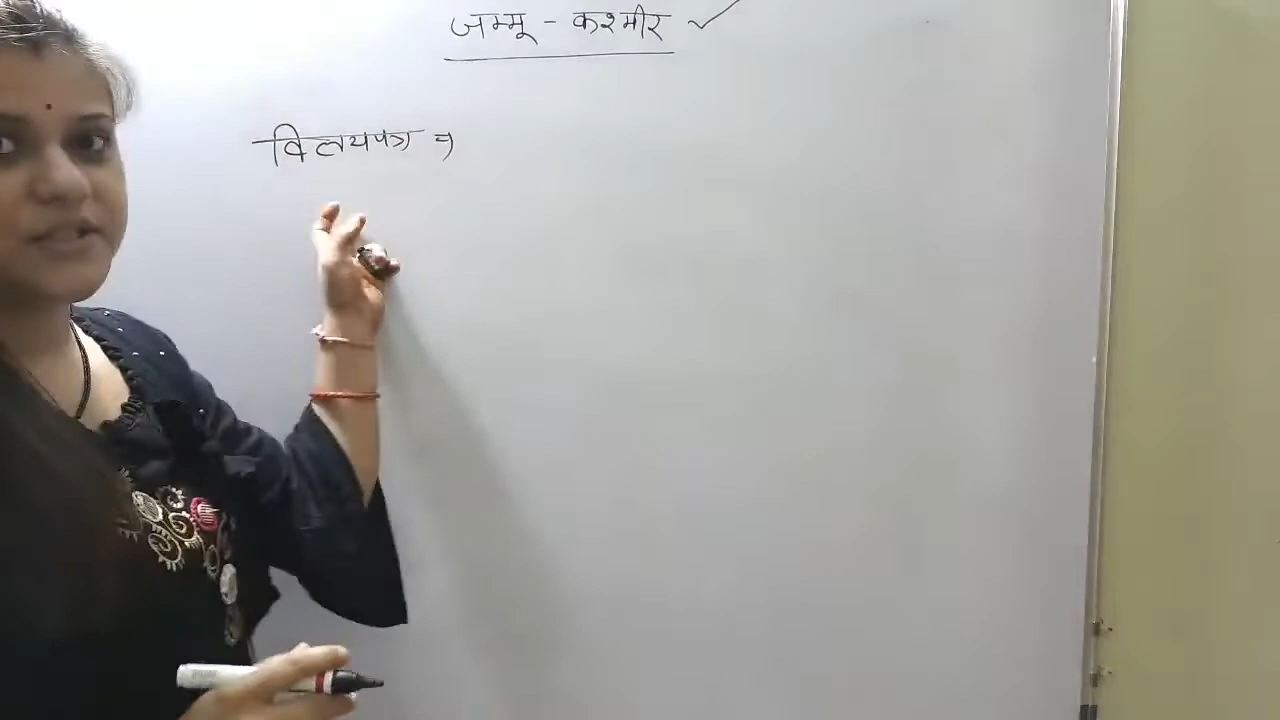 जम्मू - कश्मीर ✓
विलयपत्र ⇒